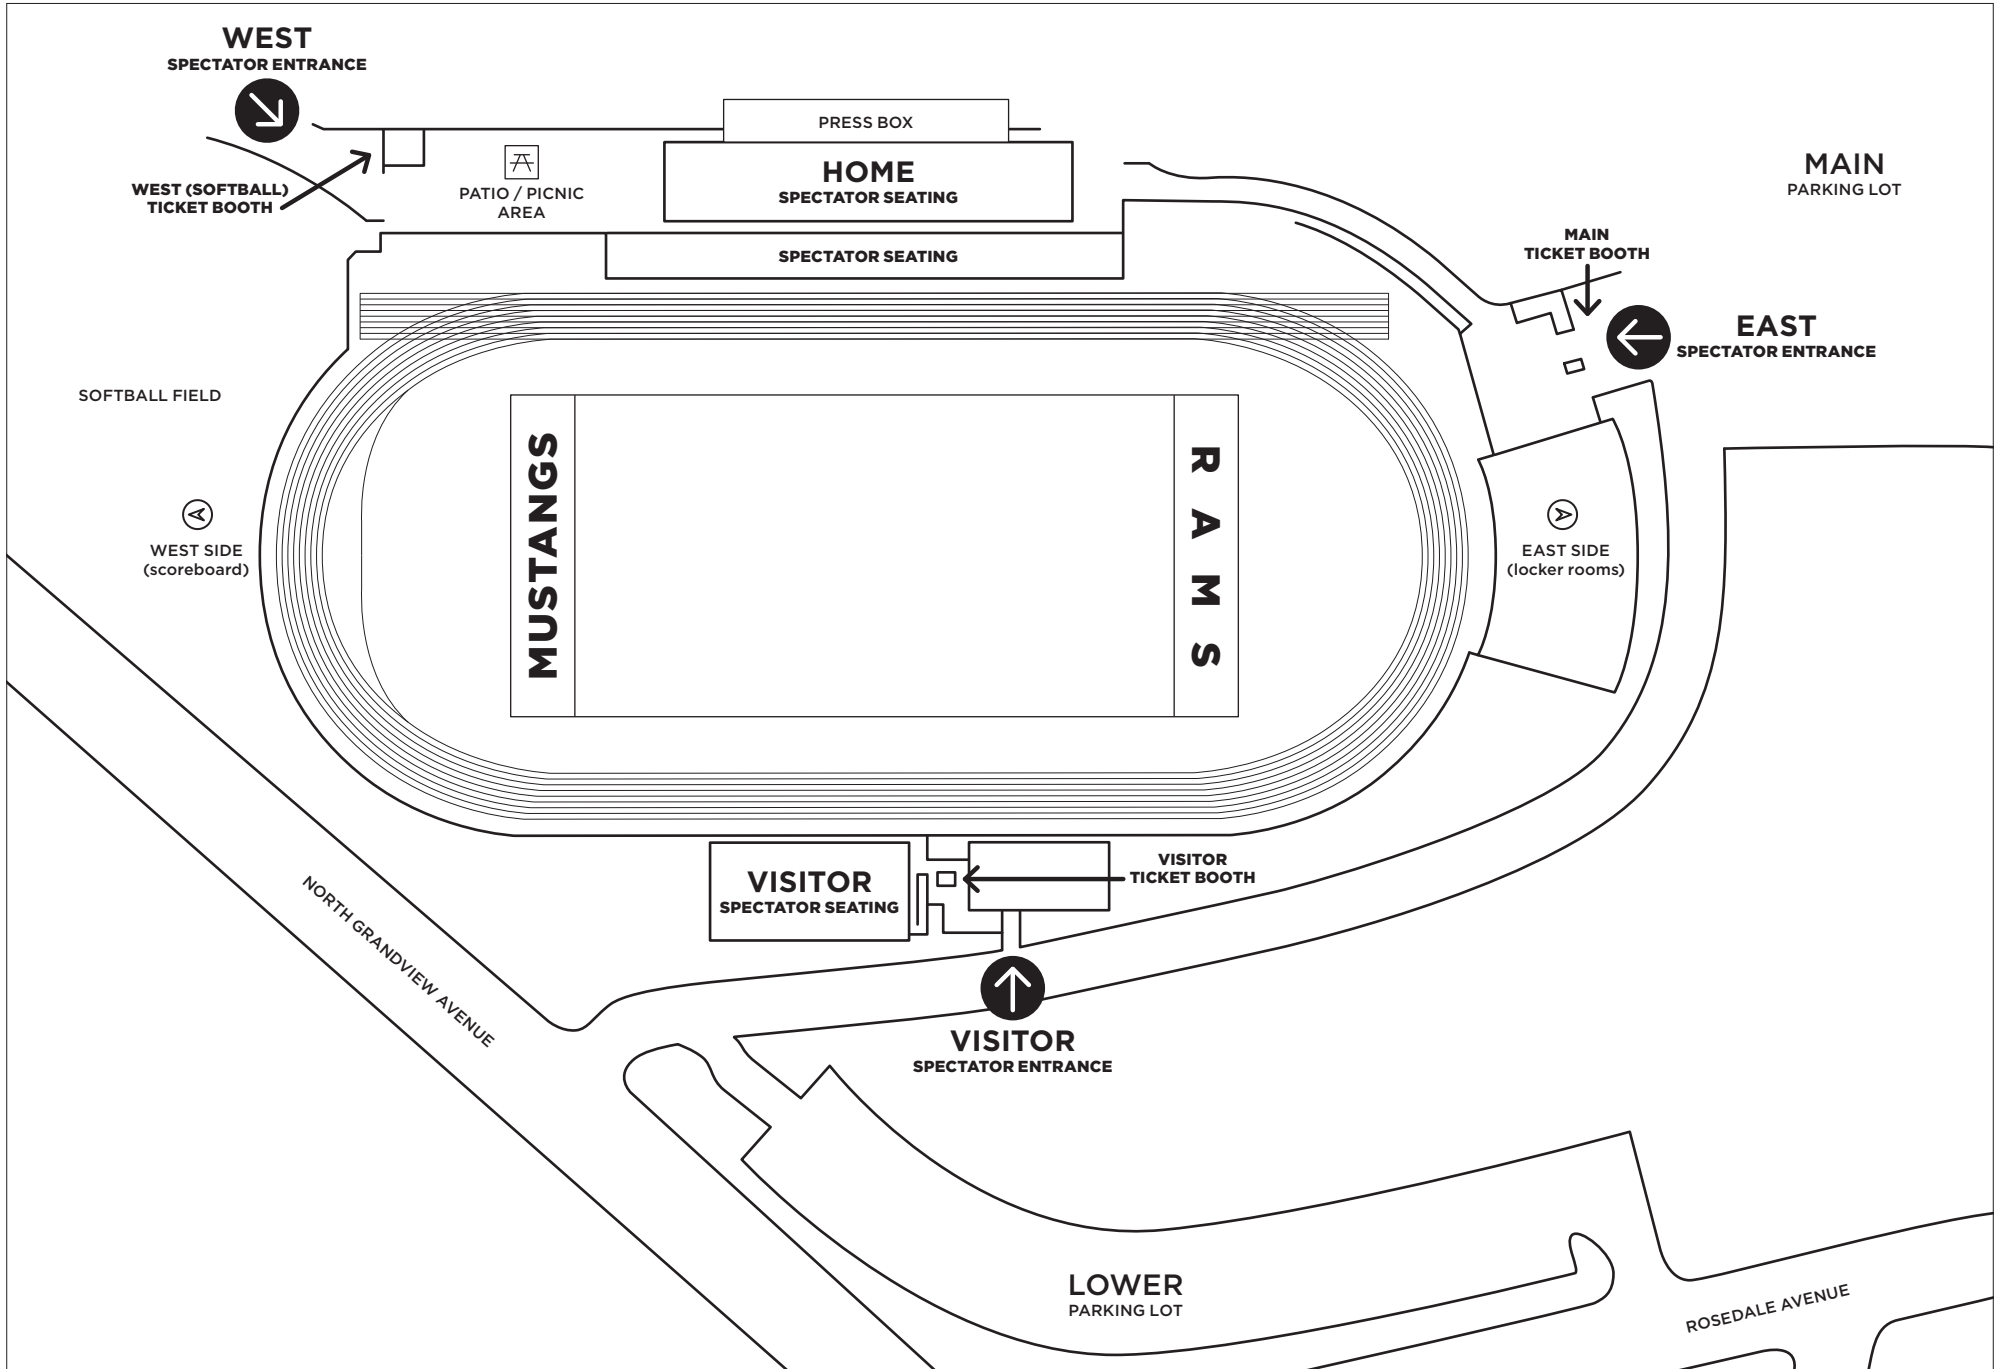 WEST
SPECTATOR ENTRANCE
PRESS BOX
HOME
SPECTATOR SEATING
WEST (SOFTBALL)
TICKET BOOTH
PATIO / PICNIC
AREA
MAIN
PARKING LOT
SPECTATOR SEATING
MAIN
TICKET BOOTH
EAST
SPECTATOR ENTRANCE
SOFTBALL FIELD
MUSTANGS
RAMS
WEST SIDE
(scoreboard)
EAST SIDE
(locker rooms)
VISITOR
SPECTATOR SEATING
VISITOR
TICKET BOOTH
NORTH GRANDVIEW AVENUE
VISITOR
SPECTATOR ENTRANCE
LOWER
PARKING LOT
ROSEDALE AVENUE